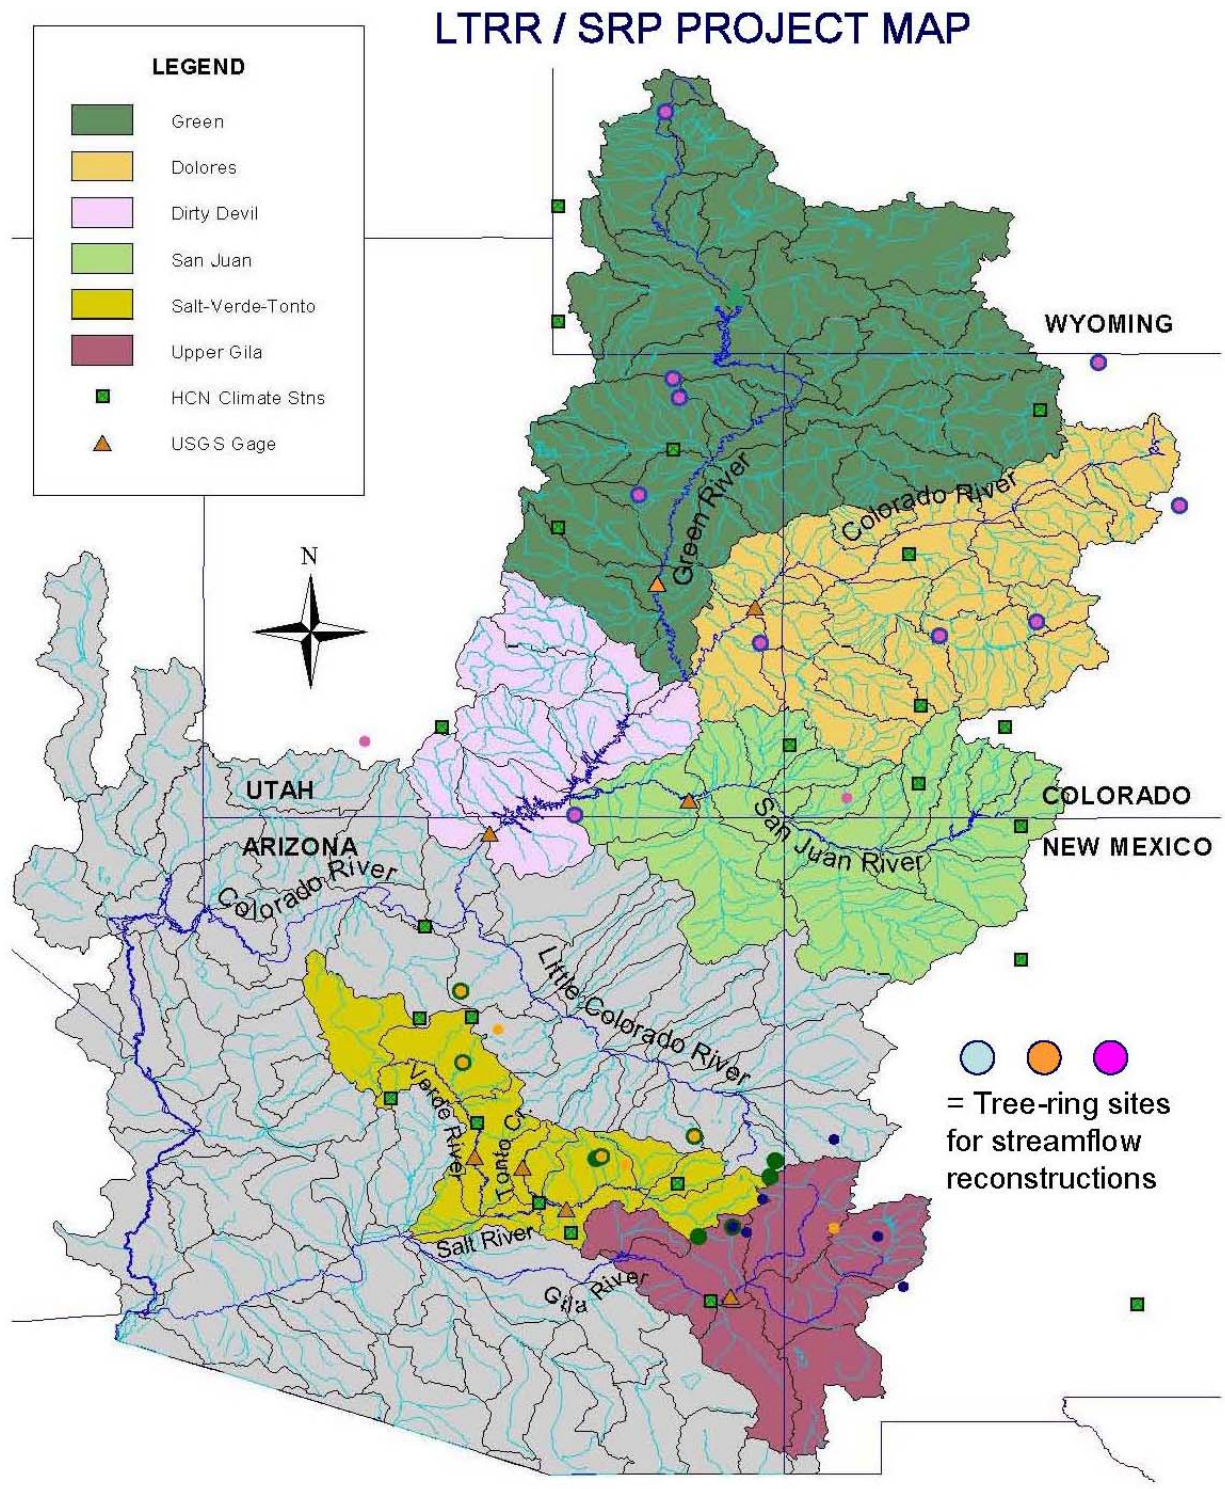 LTRR / SRP PROJECT MAP
LEGEND
Green
Dolores
Dirty Devil
San Juan
Salt-Verde-Tonto
Upper Gila
HCN Climate Stns
USGS Gage
WYOMING
Green River
Colorado River
N
UTAH
COLORADO
ARIZONA
NEW MEXICO
San Juan River
Colorado River
Little Colorado River
= Tree-ring sites
for streamflow
reconstructions
Verde River
Tonto Cr.
Salt River
Gila River